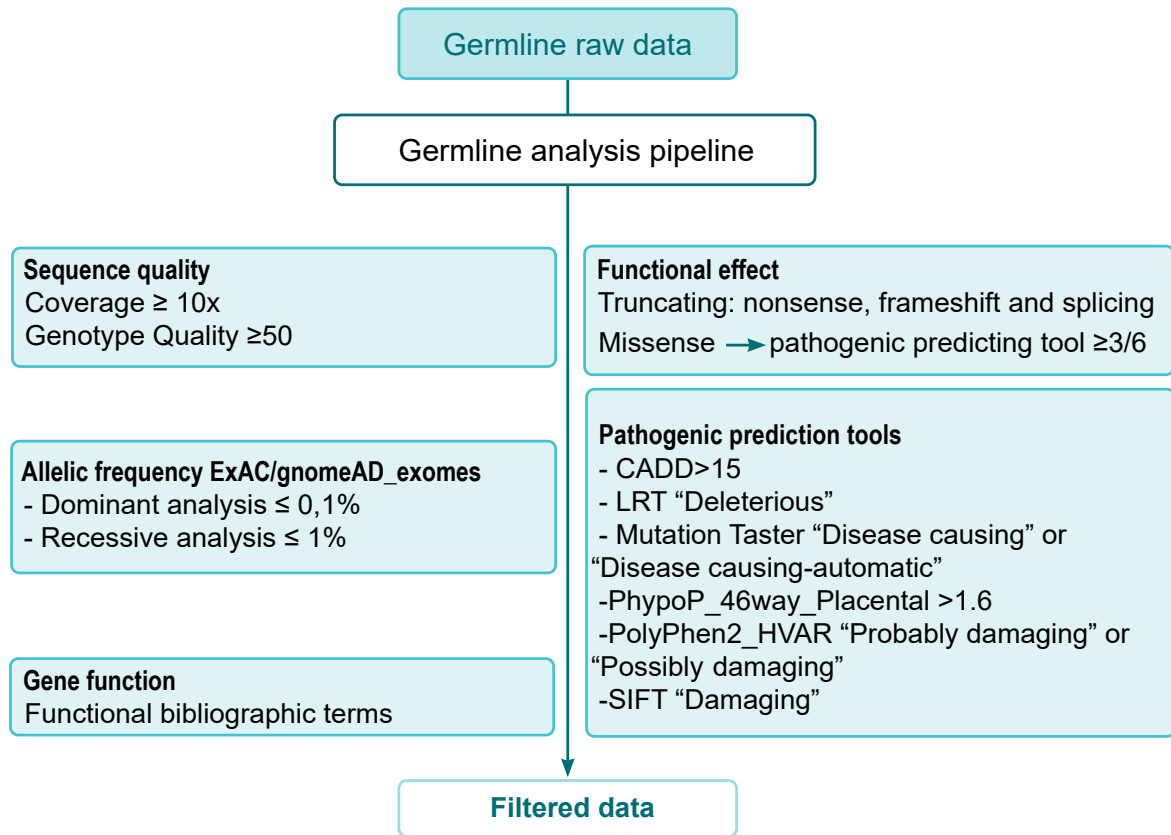 Germline raw data
Germline analysis pipeline
Sequence quality
Coverage ≥ 10x
Genotype Quality ≥50
Functional effect
Truncating: nonsense, frameshift and splicing
Missense → pathogenic predicting tool ≥3/6
Allelic frequency ExAC/gnomeAD_exomes
- Dominant analysis ≤ 0,1%
- Recessive analysis ≤ 1%
Pathogenic prediction tools
- CADD>15
- LRT “Deleterious”
- Mutation Taster “Disease causing” or
“Disease causing-automatic”
-PhypoP_46way_Placental >1.6
-PolyPhen2_HVAR “Probably damaging” or
“Possibly damaging”
-SIFT “Damaging”
Gene function
Functional bibliographic terms
Filtered data